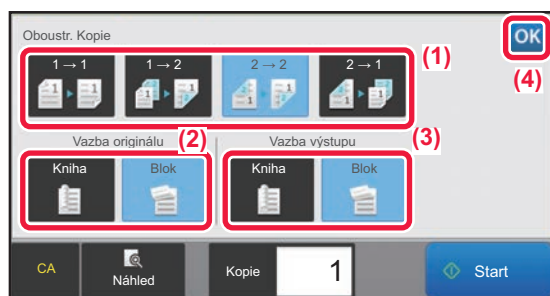 Oboustr. Kopie
OK
(1)
(4)
1 → 1
1 → 2
2 → 2
2 → 1
Vazba originálu
(2)
Vazba výstupu
(3)
Kniha
Blok
Kniha
Blok
CA
Náhled
Kopie
1
Start